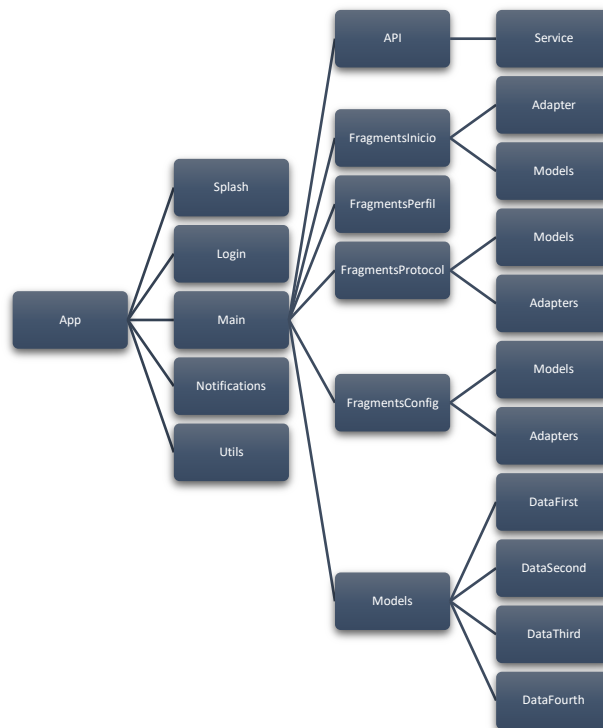 App
Splash
Login
Main
Notifications
Utils
API
FragmentsInicio
FragmentsPerfil
FragmentsProtocol
FragmentsConfig
Models
Service
Adapter
Models
Models
Adapters
Models
Adapters
DataFirst
DataSecond
DataThird
DataFourth